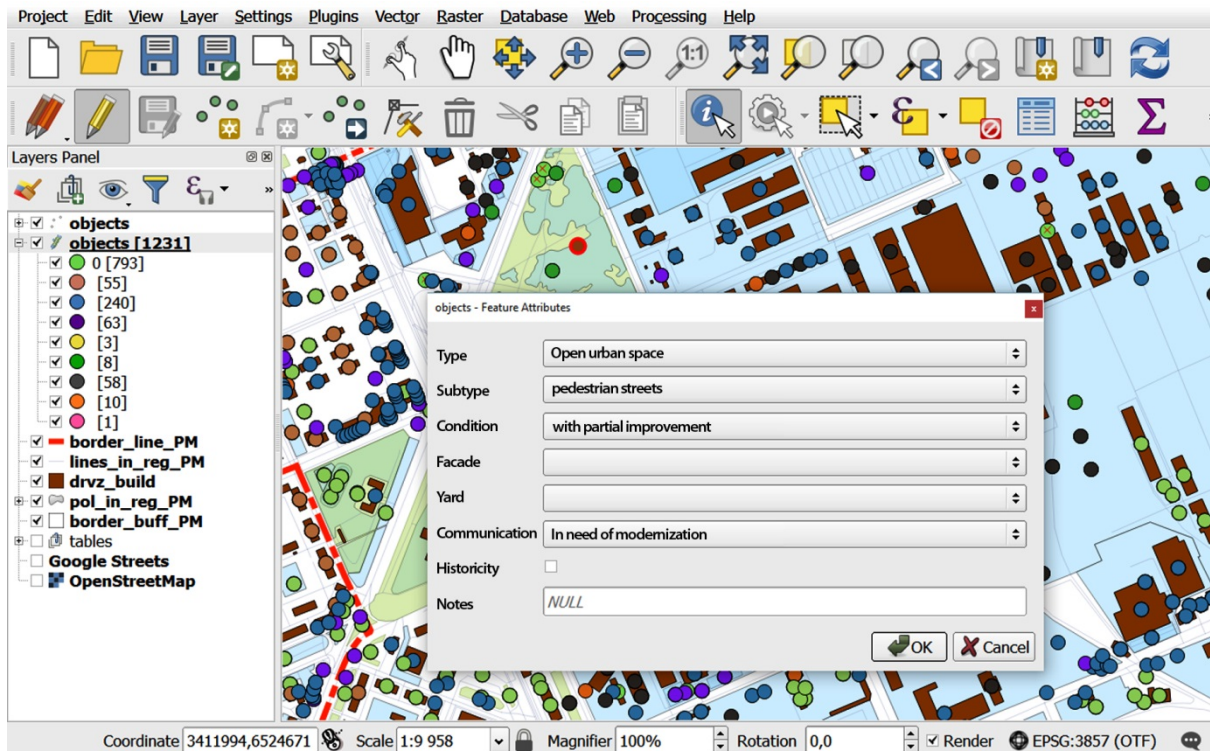 Project Edit View Layer Settings Plugins Vector Raster Database Web Processing Help
1:1
Layers Panel
objects
objects [1231]
0 [793]
[55]
[240]
[63]
[3]
[8]
[58]
[10]
[1]
border_line_PM
lines_in_reg_PM
drvz_build
pol_in_reg_PM
border_buff_PM
tables
Google Streets
OpenStreetMap
objects - Feature Attributes
Type Open urban space
Subtype pedestrian streets
Condition with partial improvement
Facade
Yard
Communication In need of modernization
Historicity
Notes NULL
OK Cancel
Coordinate 3411994,6524671 Scale 1:9 958 Magnifier 100% Rotation 0,0 Render EPSG:3857 (OTF)